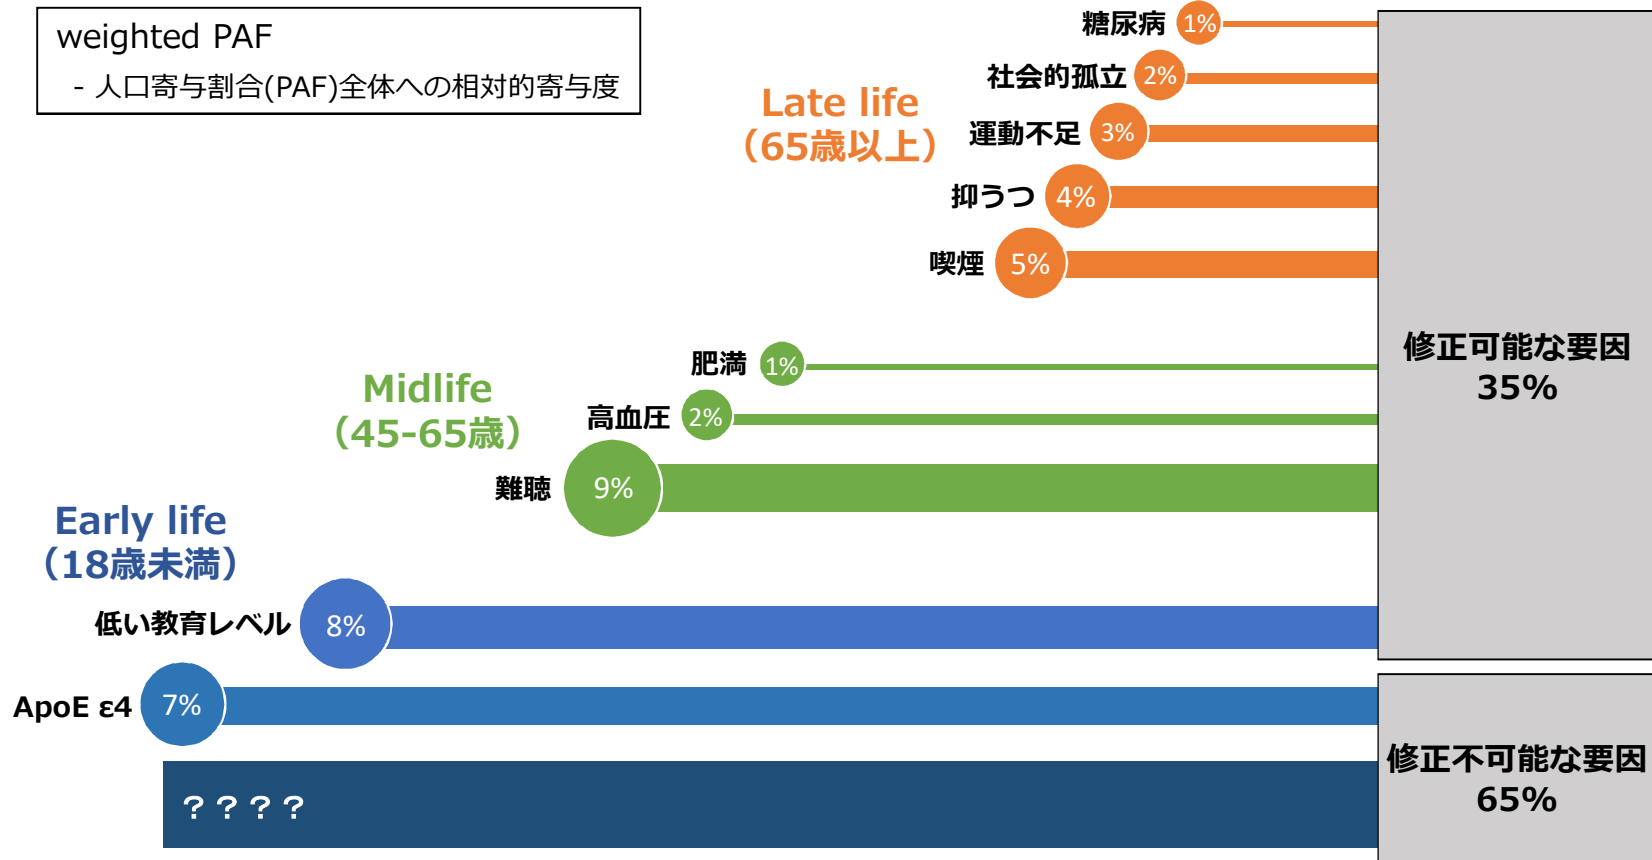 weighted PAF
- 人口寄与割合(PAF)全体への相対的寄与度
Late life
（65歳以上）
糖尿病 1%
社会的孤立 2%
運動不足 3%
抑うつ 4%
喫煙 5%
修正可能な要因
35%
Midlife
（45-65歳）
肥満 1%
高血圧 2%
難聴 9%
Early life
（18歳未満）
低い教育レベル 8%
ApoE ε4 7%
修正不可能な要因
65%
？？？？